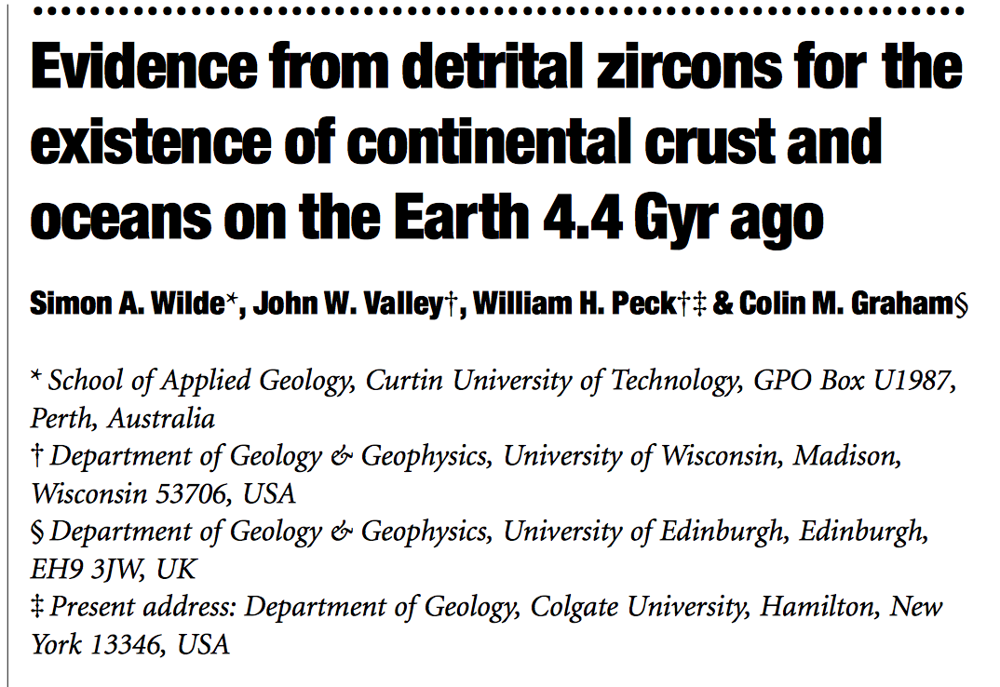 Evidence from detrital zircons for the
existence of continental crust and
oceans on the Earth 4.4 Gyr ago
Simon A. Wilde*, John W. Valley†, William H. Peck†‡ & Colin M. Graham§
* School of Applied Geology, Curtin University of Technology, GPO Box U1987,
Perth, Australia
† Department of Geology & Geophysics, University of Wisconsin, Madison,
Wisconsin 53706, USA
§ Department of Geology & Geophysics, University of Edinburgh, Edinburgh,
EH9 3JW, UK
‡ Present address: Department of Geology, Colgate University, Hamilton, New
York 13346, USA